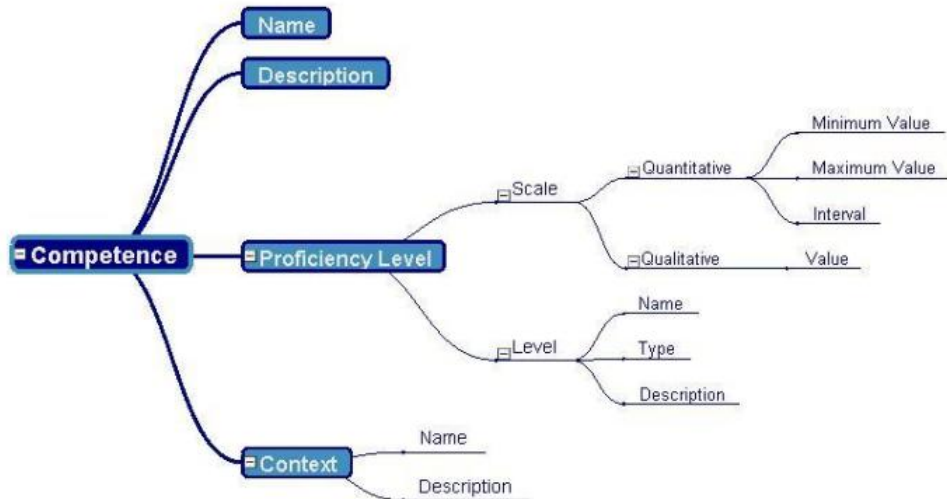 Name
Description
Minimum Value
Quantitative
Maximum Value
Scale
Interval
Competence
Proficiency Level
Qualitative
Value
Name
Level
Type
Description
Name
Context
Description